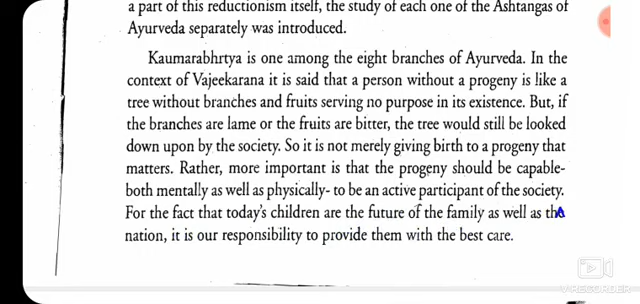 a part of this reductionism itself, the study of each one of the Ashtangas of
Ayurveda separately was introduced.
Kaumarabhrtya is one among the eight branches of Ayurveda. In the
context of Vajeekarana it is said that a person without a progeny is like a
tree without branches and fruits serving no purpose in its existence. But, if
the branches are lame or the fruits are bitter, the tree would still be looked
down upon by the society. So it is not merely giving birth to a progeny that
matters. Rather, more important is that the progeny should be capable-
both mentally as well as physically- to be an active participant of the society.
For the fact that today's children are the future of the family as well as the
nation, it is our responsibility to provide them with the best care.